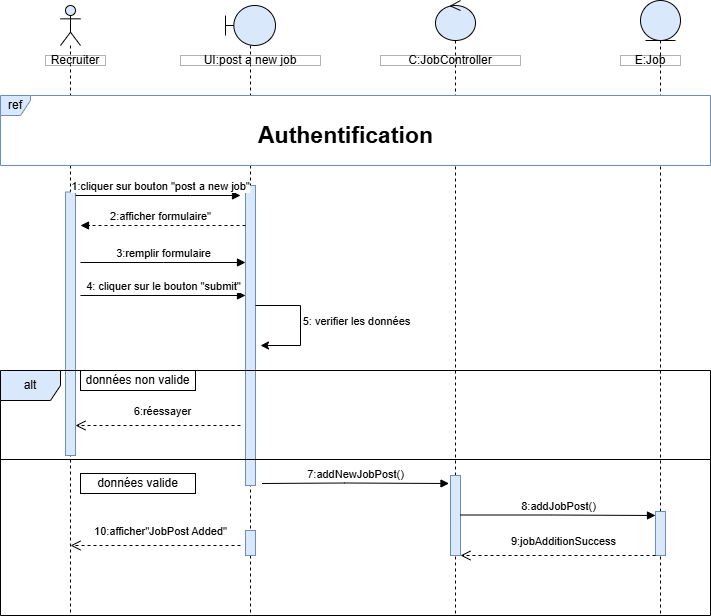 Recruiter
UI:post a new job
C:JobController
E:Job
ref
Authentification
1:cliquer sur bouton "post a new job"
2:afficher formulaire"
3:remplir formulaire
4: cliquer sur le bouton "submit"
5: verifier les données
alt
données non valide
6:réessayer
données valide
7:addNewJobPost()
8:addJobPost()
9:jobAdditionSuccess
10:afficher"JobPost Added"